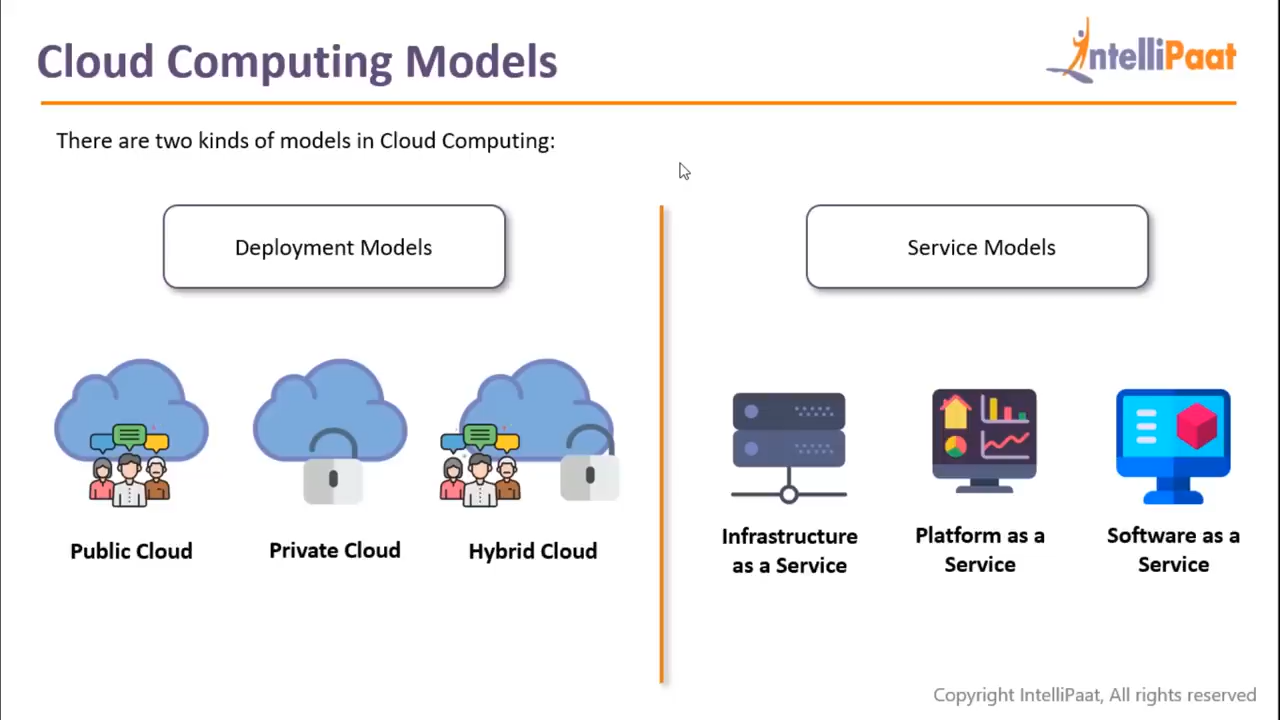 Cloud Computing Models
IntelliPaat
There are two kinds of models in Cloud Computing:
Deployment Models
Service Models
Public Cloud
Private Cloud
Hybrid Cloud
Infrastructure
as a Service
Platform as a
Service
Software as a
Service
Copyright IntelliPaat, All rights reserved